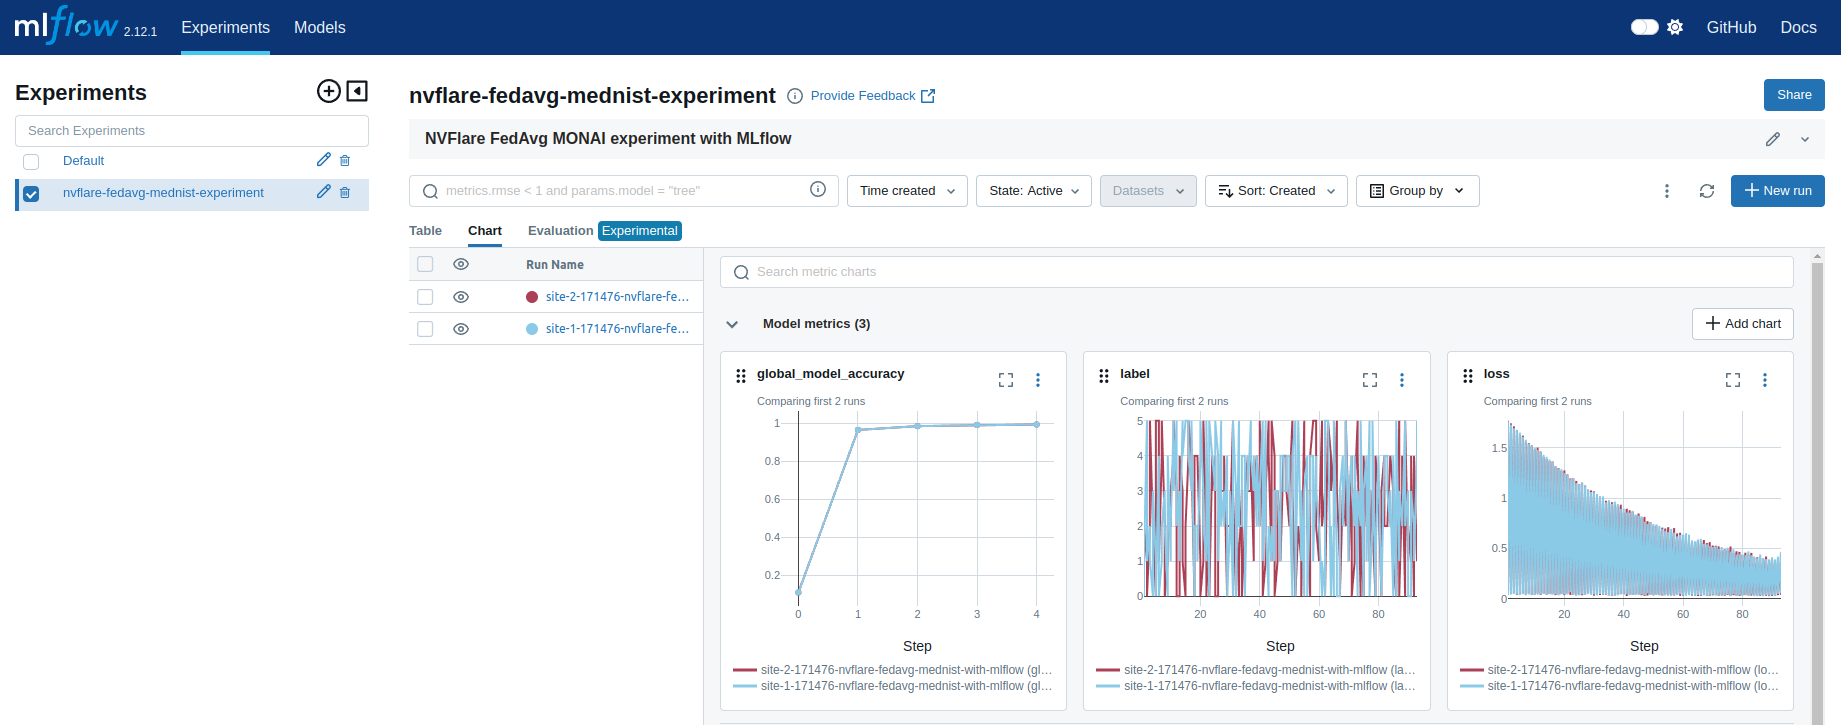 mlflow 2.12.1 Experiments Models GitHub Docs
Experiments
Search Experiments
Default
nvflare-fedavg-mednist-experiment
nvflare-fedavg-mednist-experiment Provide Feedback Share
NVFlare FedAvg MONAI experiment with MLflow
metrics.rmse < 1 and params.model = "tree" Time created State: Active Datasets Sort: Created Group by New run
Table Chart Evaluation Experimental
Run Name
site-2-171476-nvflare-fe...
site-1-171476-nvflare-fe...
Search metric charts
Model metrics (3) Add chart
global_model_accuracy
Comparing first 2 runs
1
0.8
0.6
0.4
0.2
0 1 2 3 4
Step
site-2-171476-nvflare-fedavg-mednist-with-mlflow (gl...
site-1-171476-nvflare-fedavg-mednist-with-mlflow (gl...
label
Comparing first 2 runs
5
4
3
2
1
0
20 40 60 80
Step
site-2-171476-nvflare-fedavg-mednist-with-mlflow (la...
site-1-171476-nvflare-fedavg-mednist-with-mlflow (la...
loss
Comparing first 2 runs
1.5
1
0.5
0
20 40 60 80
Step
site-2-171476-nvflare-fedavg-mednist-with-mlflow (lo...
site-1-171476-nvflare-fedavg-mednist-with-mlflow (lo...